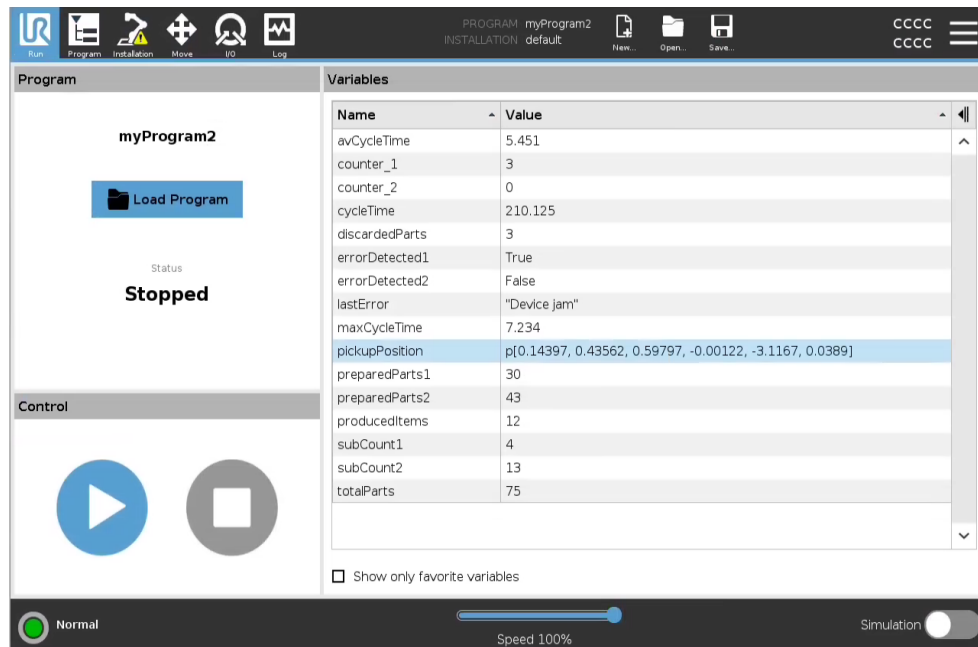 UR
PROGRAM myProgram2
INSTALLATION default
Run Program Installation Move I/O Log New... Open... Save...
CCCC
CCCC
Program
myProgram2
Load Program
Status
Stopped
Control
Variables
Name Value
avCycleTime 5.451
counter_1 3
counter_2 0
cycleTime 210.125
discardedParts 3
errorDetected1 True
errorDetected2 False
lastError "Device jam"
maxCycleTime 7.234
pickupPosition p[0.14397, 0.43562, 0.59797, -0.00122, -3.1167, 0.0389]
preparedParts1 30
preparedParts2 43
producedItems 12
subCount1 4
subCount2 13
totalParts 75
Show only favorite variables
Normal
Speed 100%
Simulation